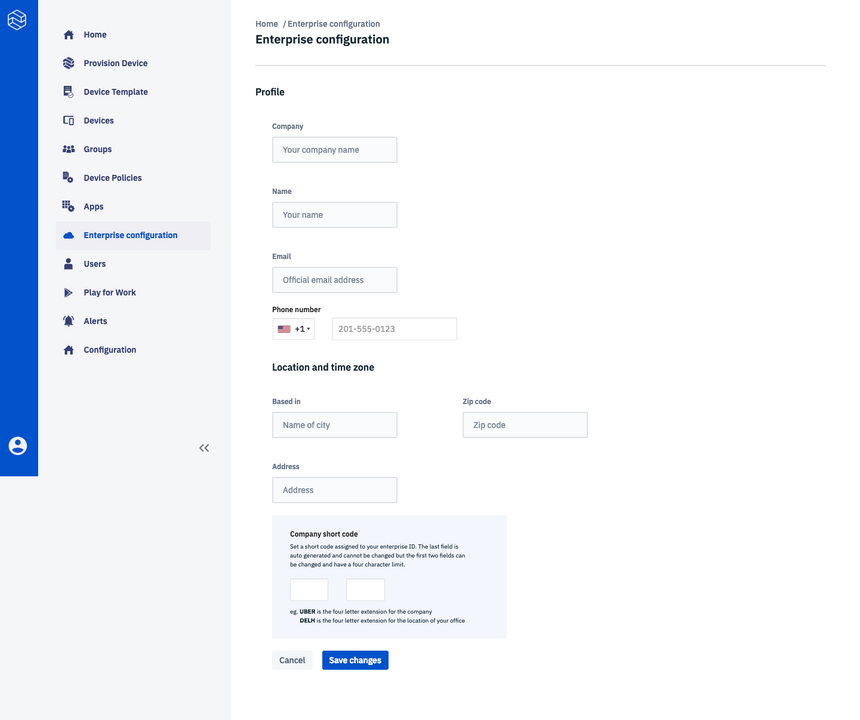 Home
Provision Device
Device Template
Devices
Groups
Device Policies
Apps
Enterprise configuration
Users
Play for Work
Alerts
Configuration
Home / Enterprise configuration
Enterprise configuration
Profile
Company
Your company name
Name
Your name
Email
Official email address
Phone number
+1 201-555-0123
Location and time zone
Based in Zip code
Name of city Zip code
Address
Address
Company short code
Set a short code assigned to your enterprise ID. The last field is
auto generated and cannot be changed but the first two fields can
be changed and have a four character limit.
eg. UBER is the four letter extension for the company
DELH is the four letter extension for the location of your office
Cancel Save changes